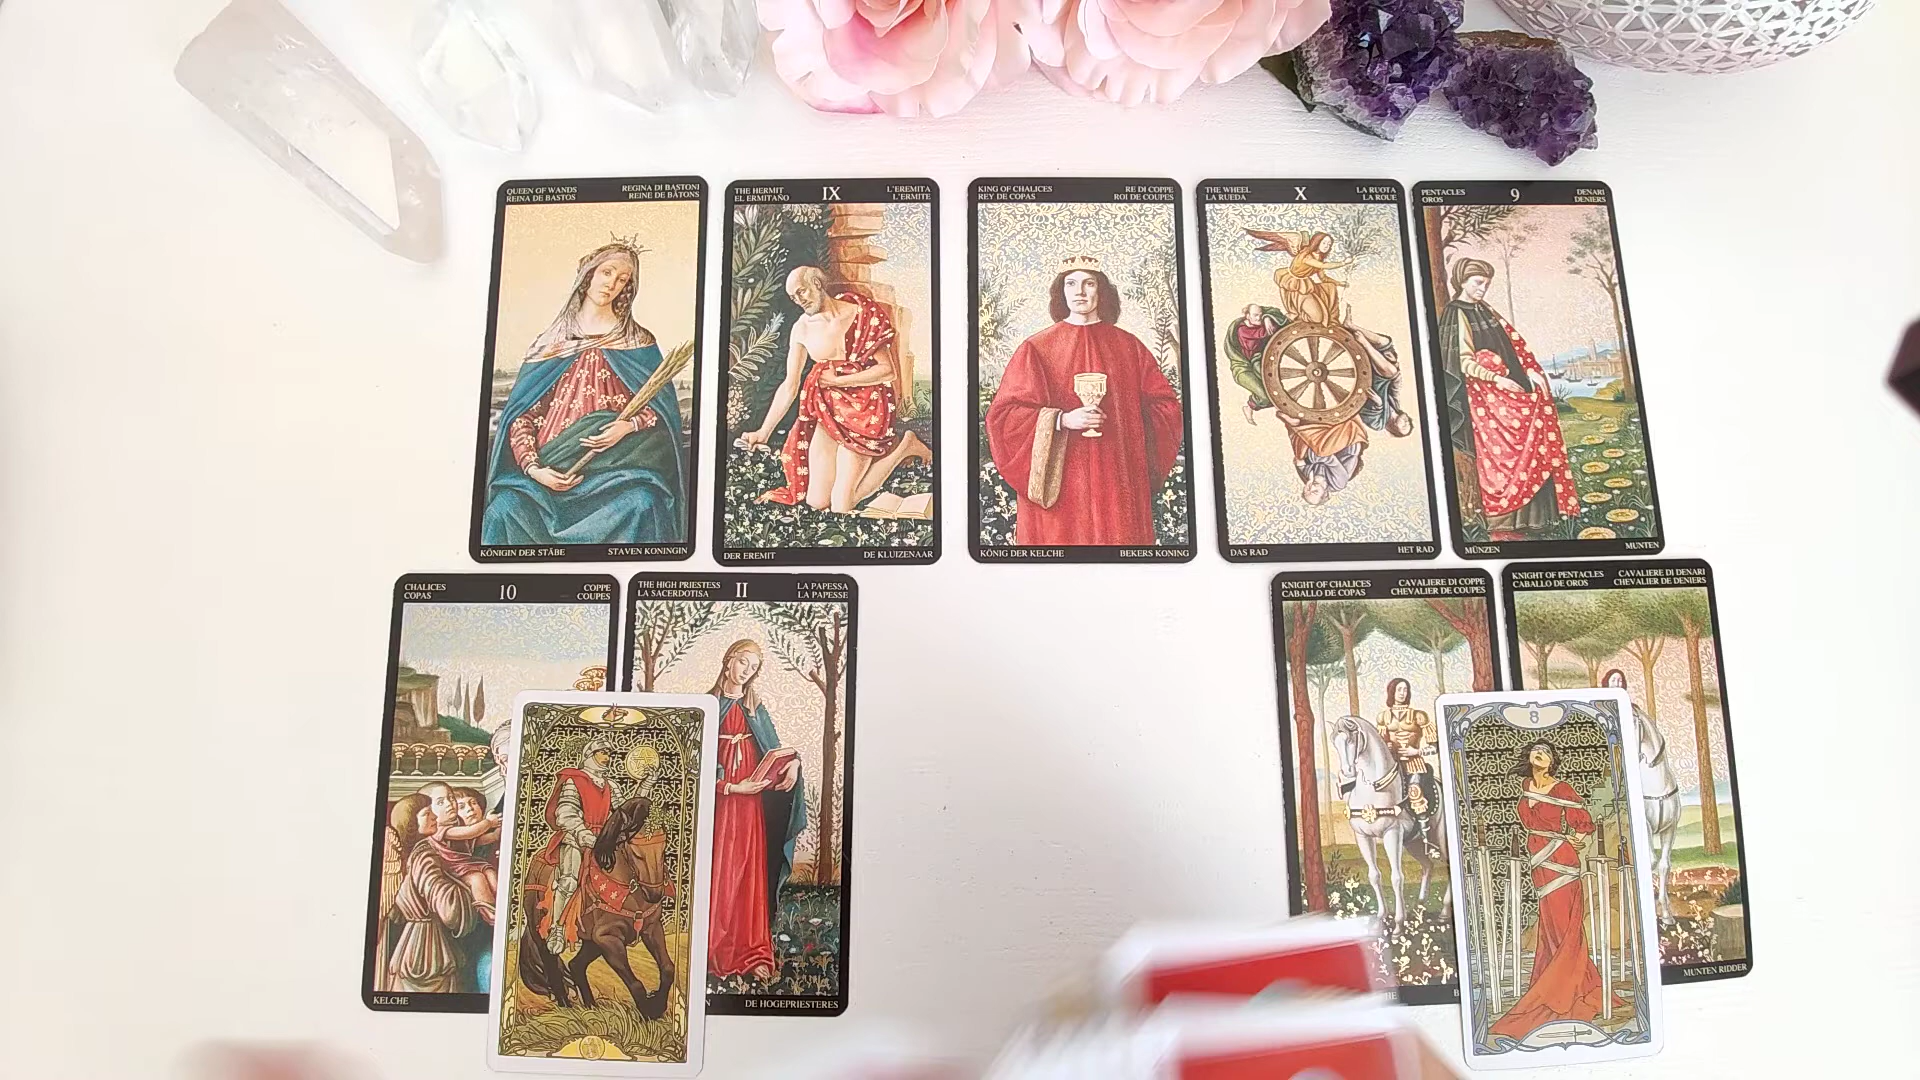 QUEEN OF WANDS
REINA DE BASTOS
REGINA DI BASTONI
REINE DE BÂTONS
KÖNIGIN DER STÄBE
STAVEN KONINGIN
THE HERMIT
EL ERMITAÑO
IX
L'EREMITA
L'ERMITE
DER EREMIT
DE KLUIZENAAR
KING OF CHALICES
REY DE COPAS
RE DI COPPE
ROI DE COUPES
KÖNIG DER KELCHE
BEKERS KONING
THE WHEEL
LA RUEDA
X
LA RUOTA
LA ROUE
DAS RAD
HET RAD
PENTACLES
OROS
9
DENARI
DENIERS
MÜNZEN
MUNTEN
CHALICES
COPAS
10
COPPE
COUPES
KELCHE
THE HIGH PRIESTESS
LA SACERDOTISA
II
LA PAPESSA
LA PAPESSE
DE HOGEPRIESTERES
KNIGHT OF CHALICES
CABALLO DE COPAS
CAVALIERE DI COPPE
CHEVALIER DE COUPES
KNIGHT OF PENTACLES
CABALLO DE OROS
CAVALIERE DI DENARI
CHEVALIER DE DENIERS
MUNTEN RIDDER
8